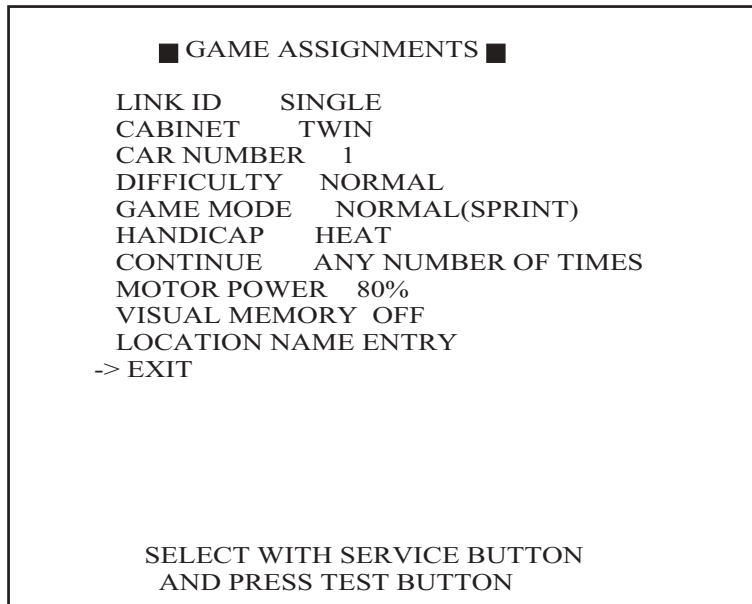 ■ GAME ASSIGNMENTS ■
LINK ID SINGLE
CABINET TWIN
CAR NUMBER 1
DIFFICULTY NORMAL
GAME MODE NORMAL(SPRINT)
HANDICAP HEAT
CONTINUE ANY NUMBER OF TIMES
MOTOR POWER 80%
VISUAL MEMORY OFF
LOCATION NAME ENTRY
-> EXIT
SELECT WITH SERVICE BUTTON
AND PRESS TEST BUTTON